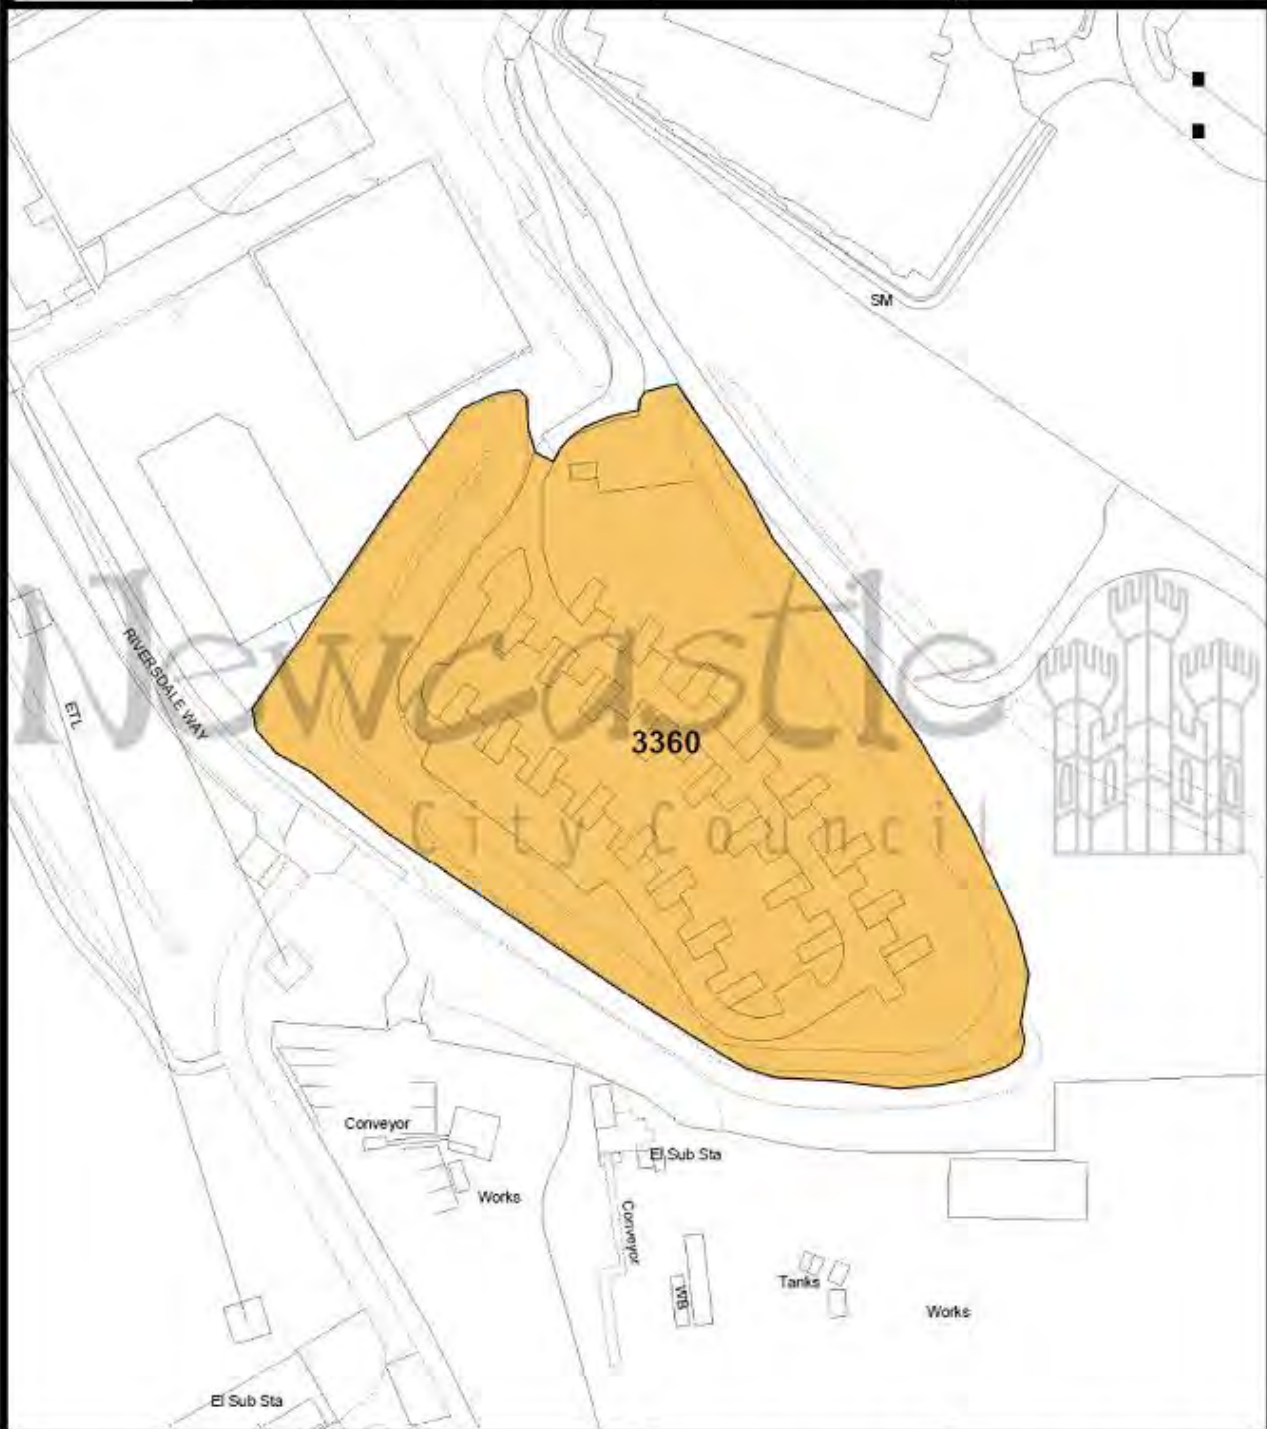 SM
Newcastle
RIVERSDALE WAY
ETL
3360
City Council
Conveyor
El Sub Sta
Works
Conveyor
WB
Tanks
Works
El Sub Sta